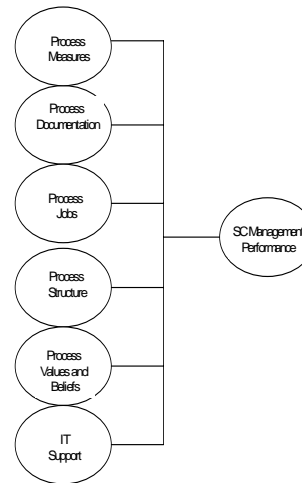 Process
Measures
Process
Documentation
Process
Jobs
SC Management
Performance
Process
Structure
Process
Values and
Beliefs
IT
Support